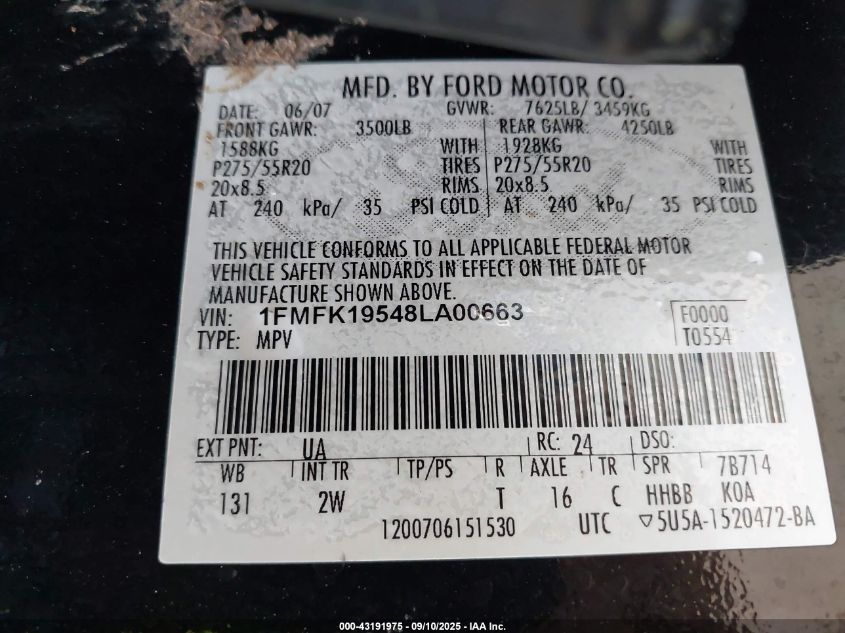 MFD. BY FORD MOTOR CO.
DATE: 06/07 GVWR: 7625LB/ 3459KG
FRONT GAWR: 3500LB REAR GAWR: 4250LB
1588KG WITH 1928KG WITH
P275/55R20 TIRES P275/55R20 TIRES
20x8.5 RIMS 20x8.5 RIMS
AT 240 kPa/ 35 PSI COLD AT 240 kPa/ 35 PSI COLD
THIS VEHICLE CONFORMS TO ALL APPLICABLE FEDERAL MOTOR
VEHICLE SAFETY STANDARDS IN EFFECT ON THE DATE OF
MANUFACTURE SHOWN ABOVE.
VIN: 1FMFK19548LA00663 F0000
TYPE: MPV T0554
EXT PNT: UA RC: 24 DSO:
WB INT TR TP/PS R AXLE TR SPR 7B714
131 2W T 16 C HHBB KOA
1200706151530 UTC ▽5U5A-1520472-BA
000-43191975 - 09/10/2025 - IAA Inc.